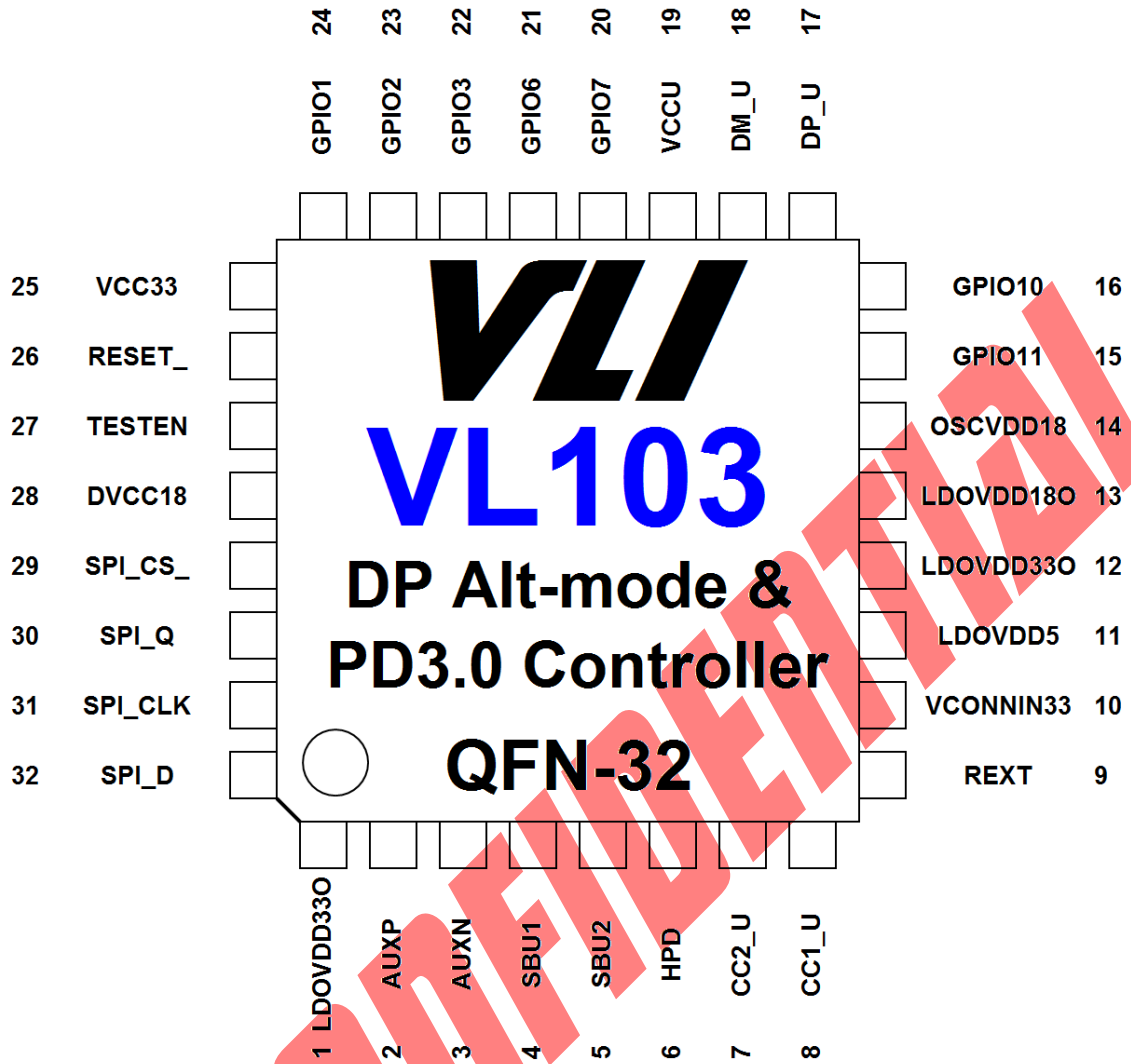 24 23 22 21 20 19 18 17
GPIO1 GPIO2 GPIO3 GPIO6 GPIO7 VCCU DM_U DP_U
25 VCC33
26 RESET_
27 TESTEN
28 DVCC18
29 SPI_CS_
30 SPI_Q
31 SPI_CLK
32 SPI_D
VLI
VL103
DP Alt-mode &
PD3.0 Controller
QFN-32
GPIO10 16
GPIO11 15
OSCVDD18 14
LDOVDD18O 13
LDOVDD33O 12
LDOVDD5 11
VCONNIN33 10
REXT 9
LDOVDD33O AUXP AUXN SBU1 SBU2 HPD CC2_U CC1_U
1 2 3 4 5 6 7 8
CONFIDENTIAL